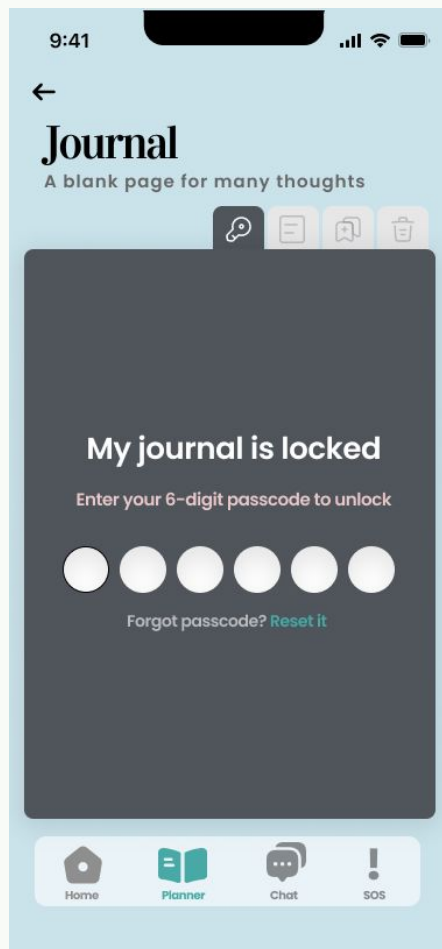 9:41
Journal
A blank page for many thoughts
My journal is locked
Enter your 6-digit passcode to unlock
Forgot passcode? Reset it
Home Planner Chat SOS